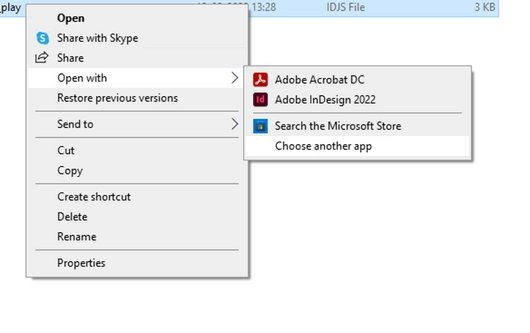 _play 13:28 IDJS File 3 KB
Open
Share with Skype
Share
Open with
Restore previous versions
Send to
Cut
Copy
Create shortcut
Delete
Rename
Properties
Adobe Acrobat DC
Adobe InDesign 2022
Search the Microsoft Store
Choose another app